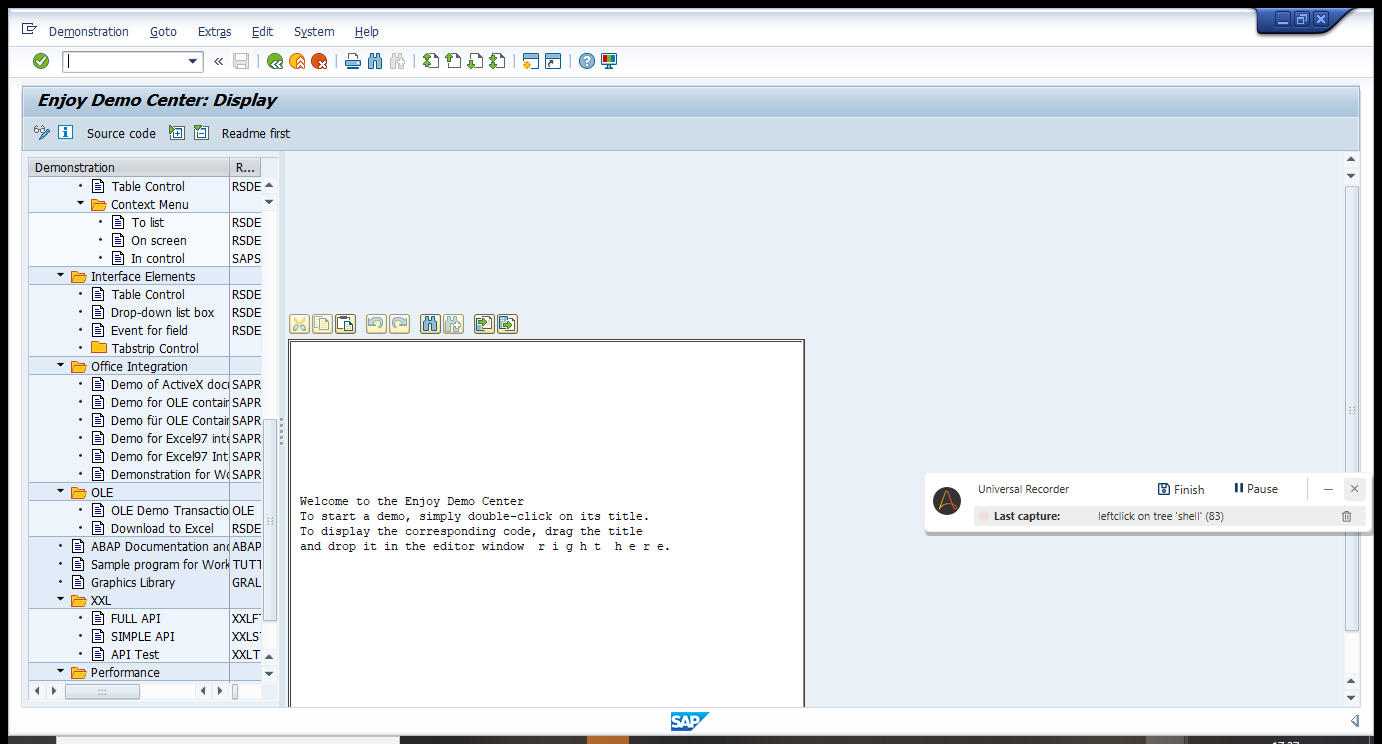 Demonstration Goto Extras Edit System Help
Enjoy Demo Center: Display
Source code Readme first
Demonstration R...
Table Control RSDE
Context Menu
To list RSDE
On screen RSDE
In control SAPS
Interface Elements
Table Control RSDE
Drop-down list box RSDE
Event for field RSDE
Tabstrip Control
Office Integration
Demo of ActiveX doc SAPR
Demo for OLE contain SAPR
Demo für OLE Contain SAPR
Demo for Excel97 inte SAPR
Demo for Excel97 Int SAPR
Demonstration for Wo SAPR
OLE
OLE Demo Transactio OLE
Download to Excel RSDE
ABAP Documentation and ABAP
Sample program for Work TUTT
Graphics Library GRAL
XXL
FULL API XXLF
SIMPLE API XXLS
API Test XXLT
Performance
Welcome to the Enjoy Demo Center
To start a demo, simply double-click on its title.
To display the corresponding code, drag the title
and drop it in the editor window r i g h t h e r e.
Universal Recorder Finish Pause
Last capture: leftclick on tree 'shell' (83)
SAP